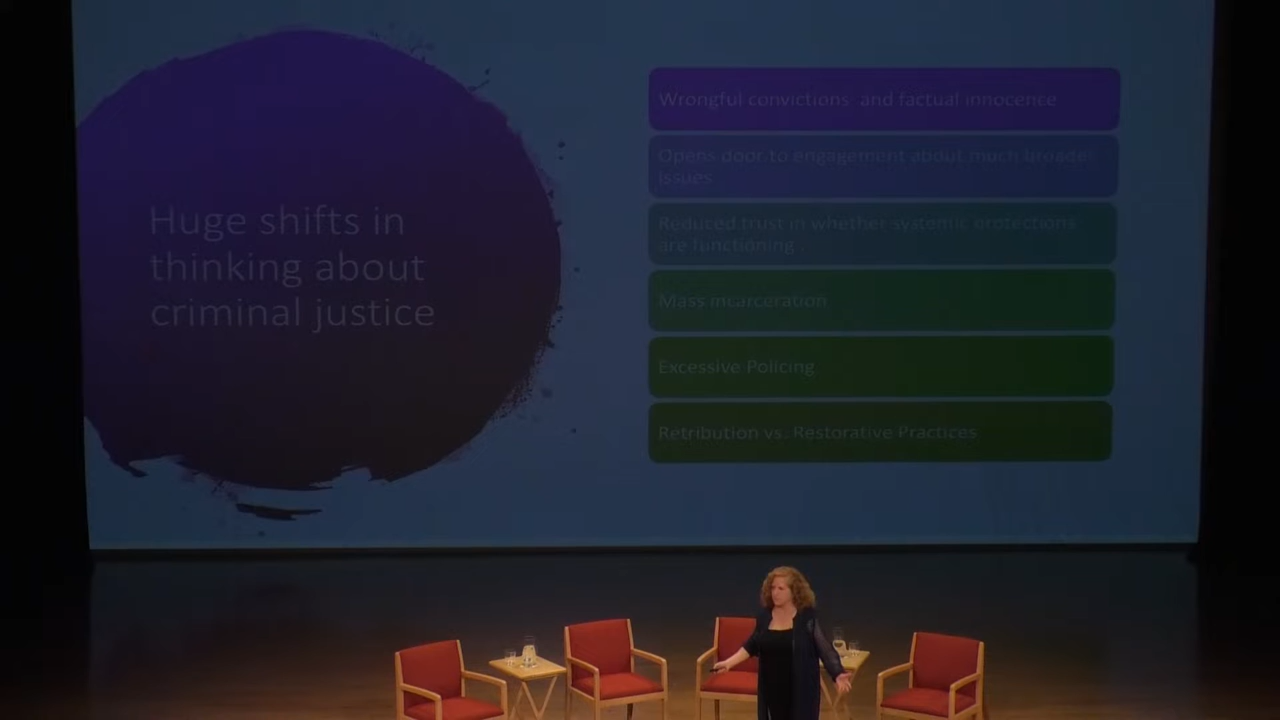 Huge shifts in
thinking about
criminal justice
Wrongful convictions and factual innocence
Opens door to engagement about much broader
issues
Reduced trust in whether systemic protections
are functioning .
Mass incarceration
Excessive Policing
Retribution vs. Restorative Practices